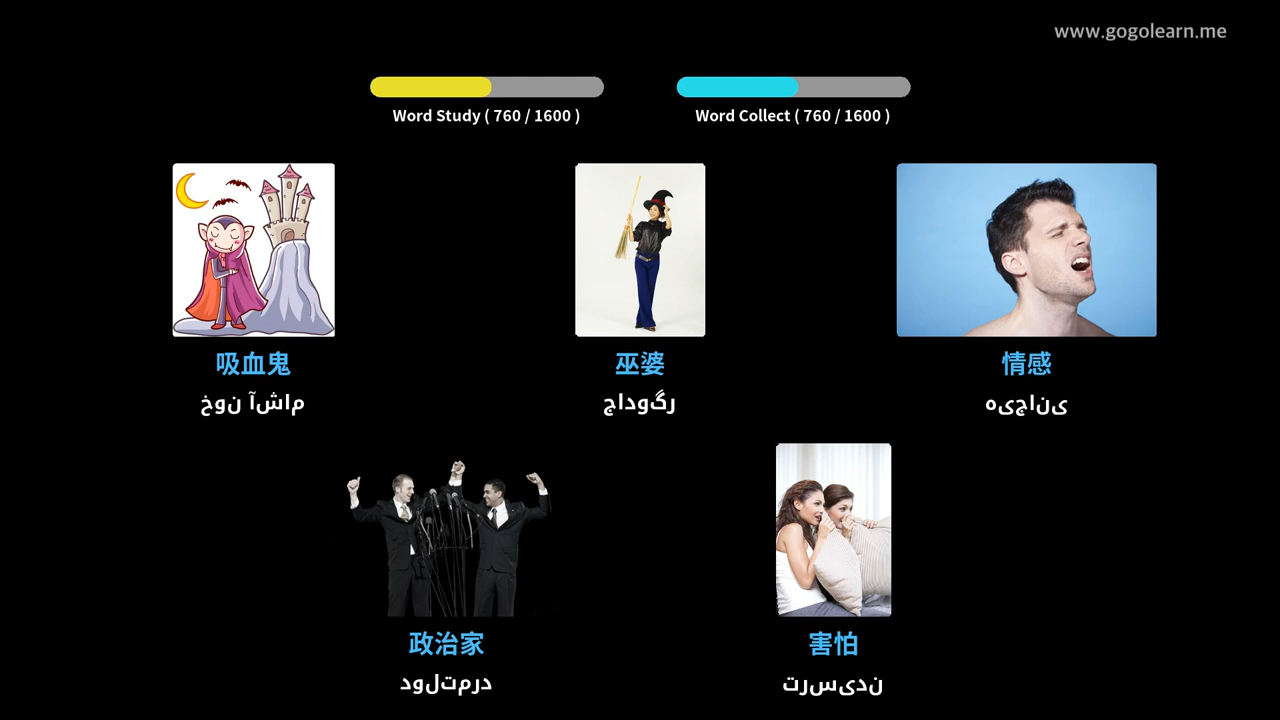 www.gogolearn.me
Word Study ( 760 / 1600 )
Word Collect ( 760 / 1600 )
吸血鬼
巫婆
情感
خون آشام
جادوگر
هیجانی
政治家
害怕
دولتمرد
ترسیدن